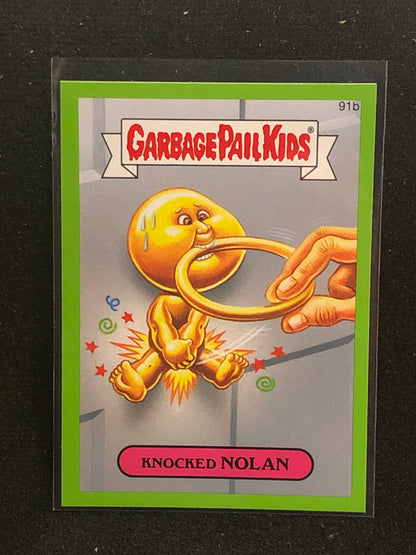 91b
GARBAGE PAIL KIDS®
KNOCKED NOLAN